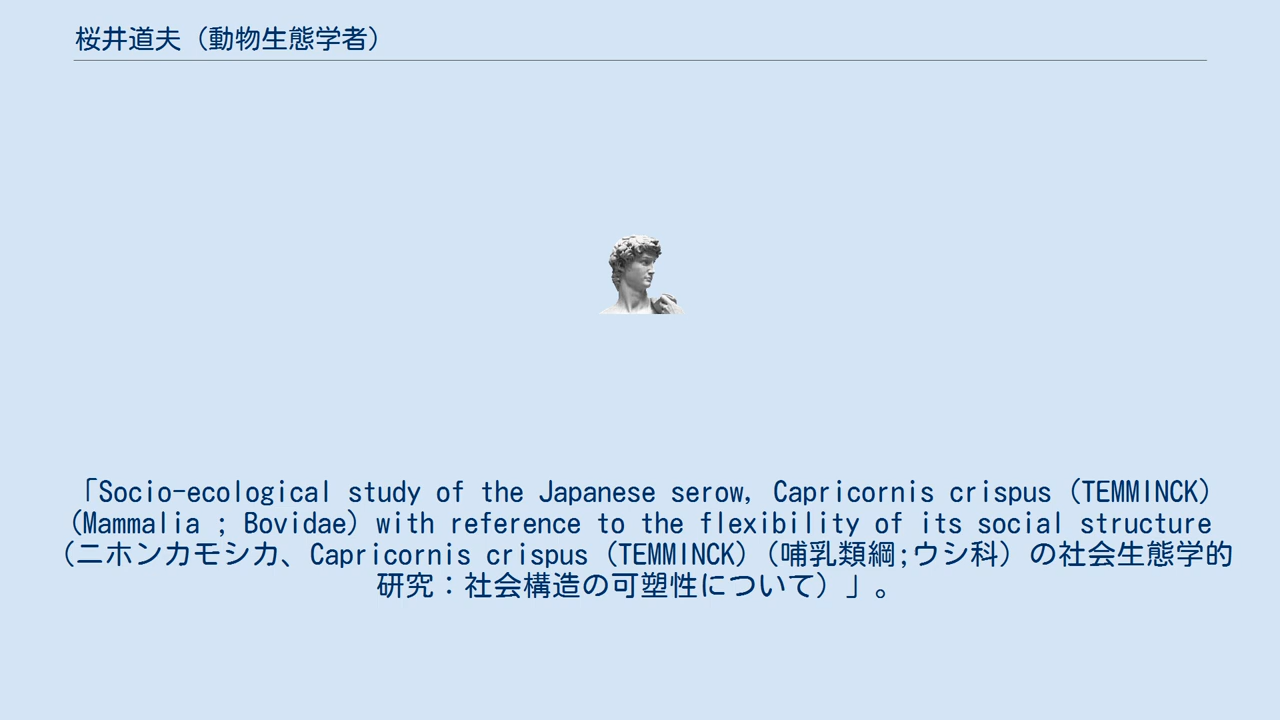 桜井道夫（動物生態学者）
「Socio-ecological study of the Japanese serow, Capricornis crispus（TEMMINCK）
（Mammalia ; Bovidae）with reference to the flexibility of its social structure
（ニホンカモシカ、Capricornis crispus（TEMMINCK）（哺乳類綱;ウシ科）の社会生態学的
研究：社会構造の可塑性について）」。